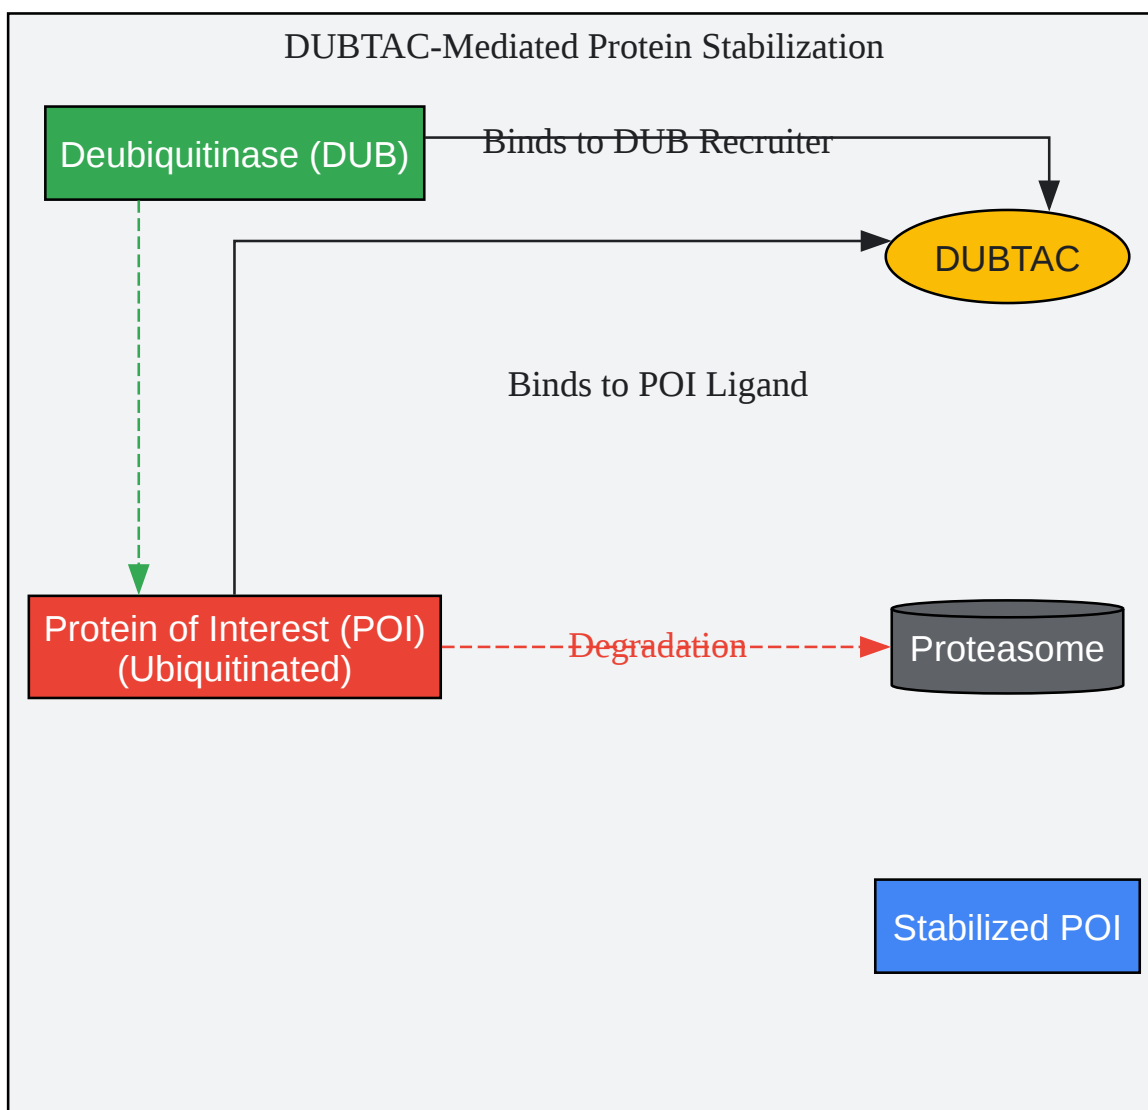 DUBTAC-Mediated Protein Stabilization
Deubiquitinase (DUB)
Binds to DUB Recruiter
DUBTAC
Binds to POI Ligand
Protein of Interest (POI)
(Ubiquitinated)
Degradation
Proteasome
Stabilized POI